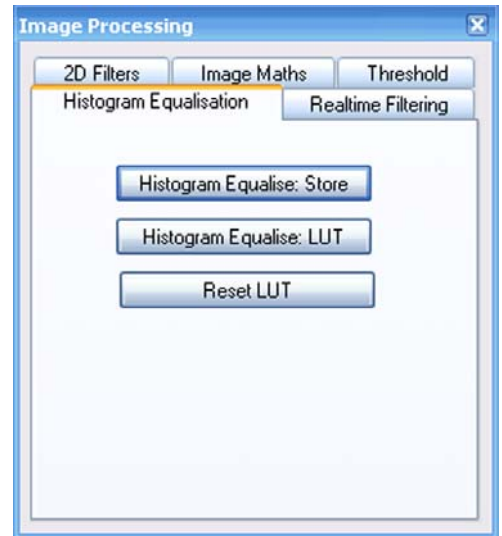 Image Processing
2D Filters Image Maths Threshold
Histogram Equalisation Realtime Filtering
Histogram Equalise: Store
Histogram Equalise: LUT
Reset LUT